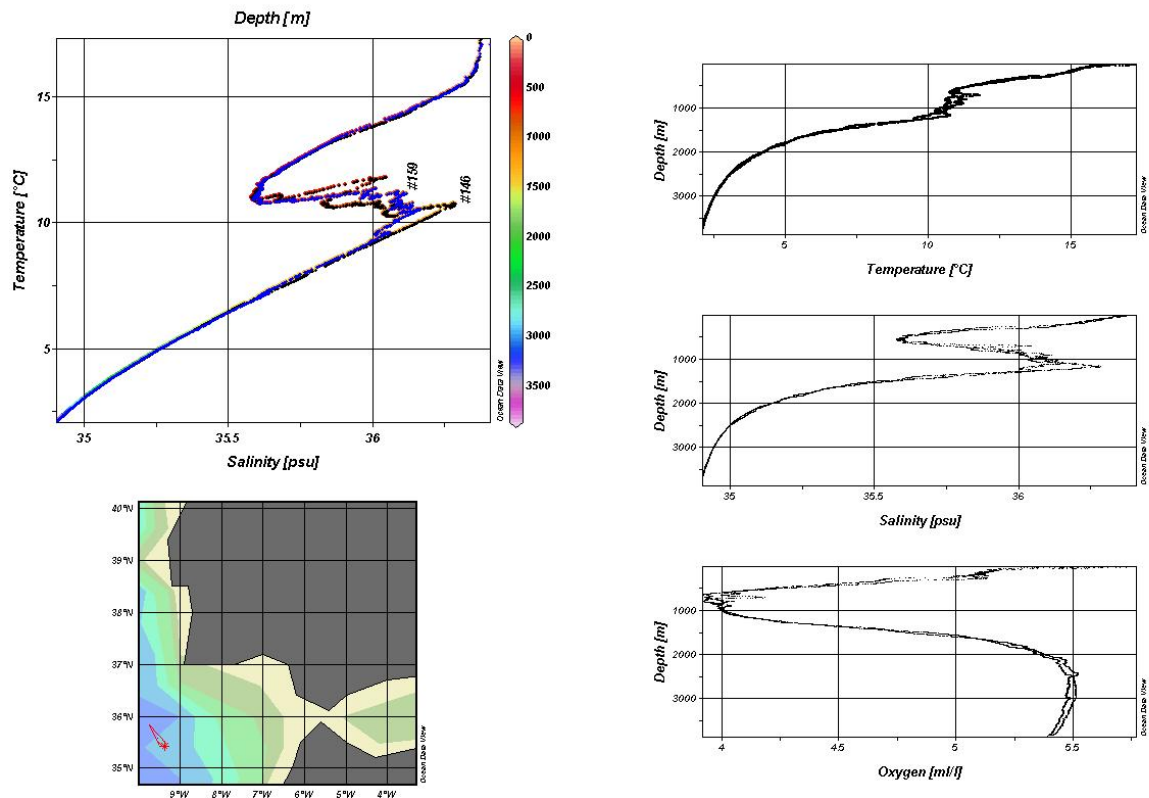 Depth [m]
0
500
1000
1500
2000
2500
3000
3500
15
10
5
Temperature [°C]
#159
#146
35
35.5
36
Salinity [psu]
Ocean Data View
1000
2000
3000
Depth [m]
5
10
15
Temperature [°C]
Ocean Data View
1000
2000
3000
Depth [m]
35
35.5
36
Salinity [psu]
Ocean Data View
40°N
39°N
38°N
37°N
36°N
35°N
9°W
8°W
7°W
6°W
5°W
4°W
Ocean Data View
1000
2000
3000
Depth [m]
4
4.5
5
5.5
Oxygen [ml/l]
Ocean Data View